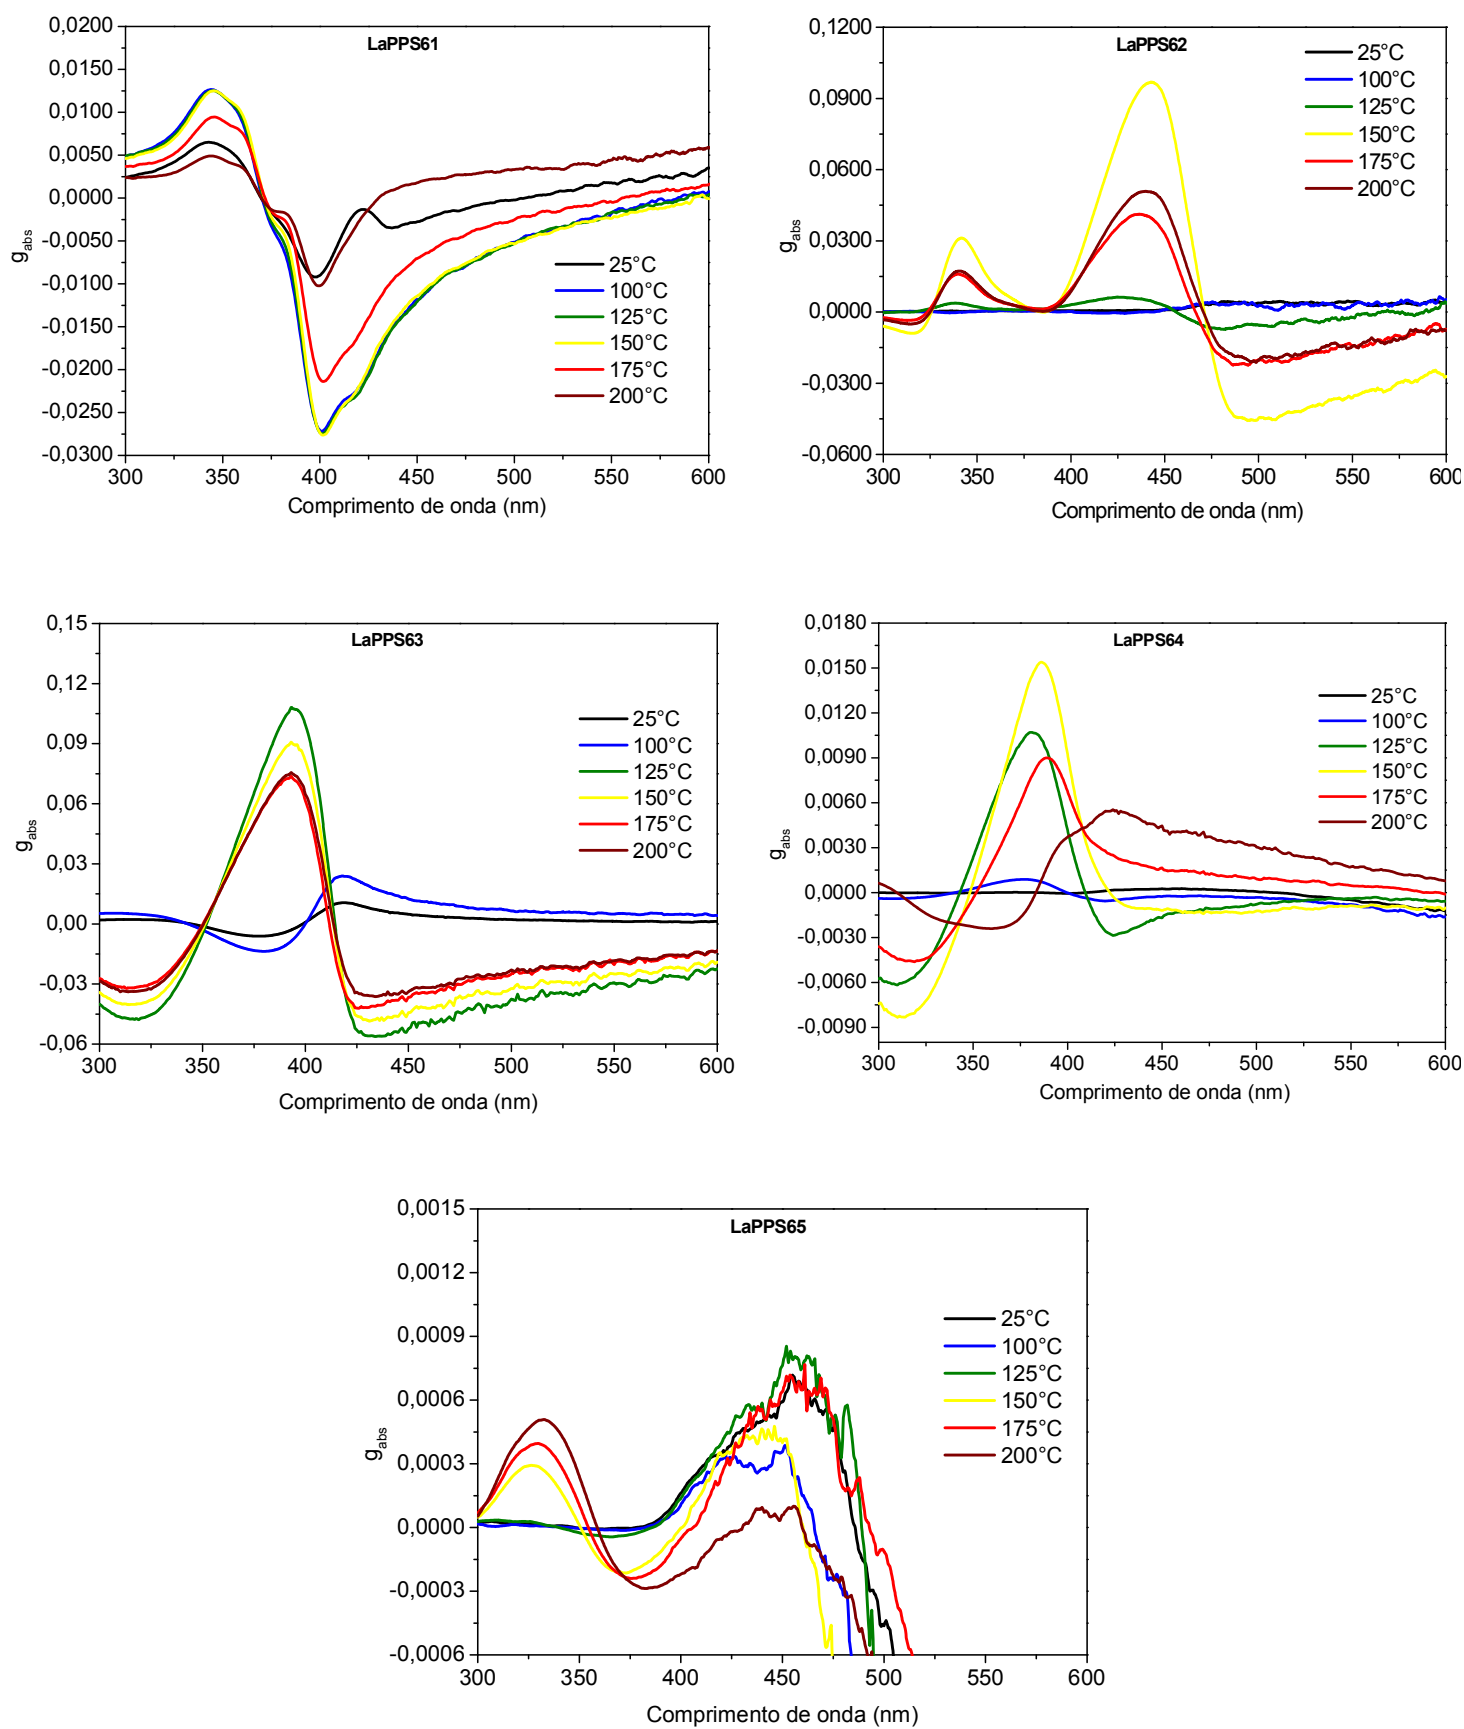 LaPPS61
0,0200
0,0150
0,0100
0,0050
0,0000
-0,0050
-0,0100
-0,0150
-0,0200
-0,0250
-0,0300
g_abs
25°C
100°C
125°C
150°C
175°C
200°C
300 350 400 450 500 550 600
Comprimento de onda (nm)
LaPPS62
0,1200
0,0900
0,0600
0,0300
0,0000
-0,0300
-0,0600
g_abs
25°C
100°C
125°C
150°C
175°C
200°C
300 350 400 450 500 550 600
Comprimento de onda (nm)
LaPPS63
0,15
0,12
0,09
0,06
0,03
0,00
-0,03
-0,06
g_abs
25°C
100°C
125°C
150°C
175°C
200°C
300 350 400 450 500 550 600
Comprimento de onda (nm)
LaPPS64
0,0180
0,0150
0,0120
0,0090
0,0060
0,0030
0,0000
-0,0030
-0,0060
-0,0090
g_abs
25°C
100°C
125°C
150°C
175°C
200°C
300 350 400 450 500 550 600
Comprimento de onda (nm)
LaPPS65
0,0015
0,0012
0,0009
0,0006
0,0003
0,0000
-0,0003
-0,0006
g_abs
25°C
100°C
125°C
150°C
175°C
200°C
300 350 400 450 500 550 600
Comprimento de onda (nm)